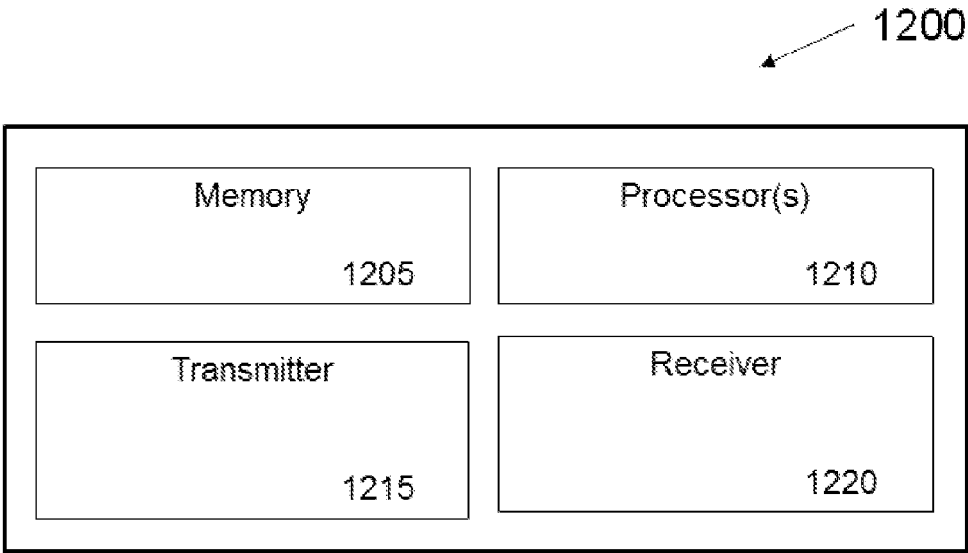 1200
Memory
1205
Processor(s)
1210
Transmitter
1215
Receiver
1220